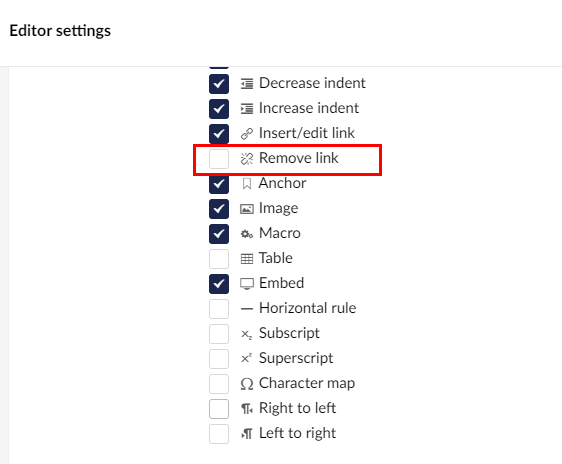 Editor settings
Decrease indent
Increase indent
Insert/edit link
Remove link
Anchor
Image
Macro
Table
Embed
Horizontal rule
Subscript
Superscript
Character map
Right to left
Left to right